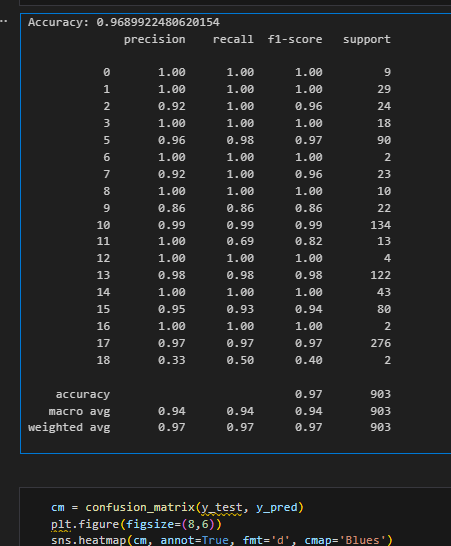 Accuracy: 0.9689922480620154
precision recall f1-score support
0 1.00 1.00 1.00 9
1 1.00 1.00 1.00 29
2 0.92 1.00 0.96 24
3 1.00 1.00 1.00 18
5 0.96 0.98 0.97 90
6 1.00 1.00 1.00 2
7 0.92 1.00 0.96 23
8 1.00 1.00 1.00 10
9 0.86 0.86 0.86 22
10 0.99 0.99 0.99 134
11 1.00 0.69 0.82 13
12 1.00 1.00 1.00 4
13 0.98 0.98 0.98 122
14 1.00 1.00 1.00 43
15 0.95 0.93 0.94 80
16 1.00 1.00 1.00 2
17 0.97 0.97 0.97 276
18 0.33 0.50 0.40 2
accuracy 0.97 903
macro avg 0.94 0.94 0.94 903
weighted avg 0.97 0.97 0.97 903
cm = confusion_matrix(y_test, y_pred)
plt.figure(figsize=(8,6))
sns.heatmap(cm, annot=True, fmt='d', cmap='Blues')